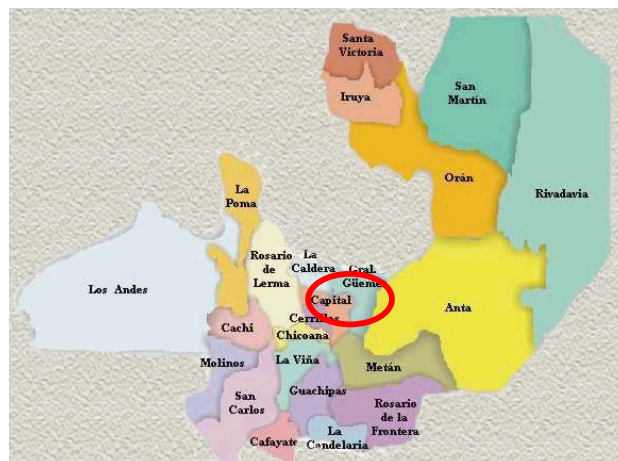 Santa
Victoria
Iruya
San
Martín
Orán
Rivadavia
La
Poma
Los Andes
Rosario
de
Lerma
La
Caldera
Gral.
Güemes
Capital
Cerrillos
Anta
Cachi
Chicoana
Molinos
La Viña
Metán
San
Carlos
Guachipas
Rosario
de la
Frontera
Cafayate
La
Candelaria